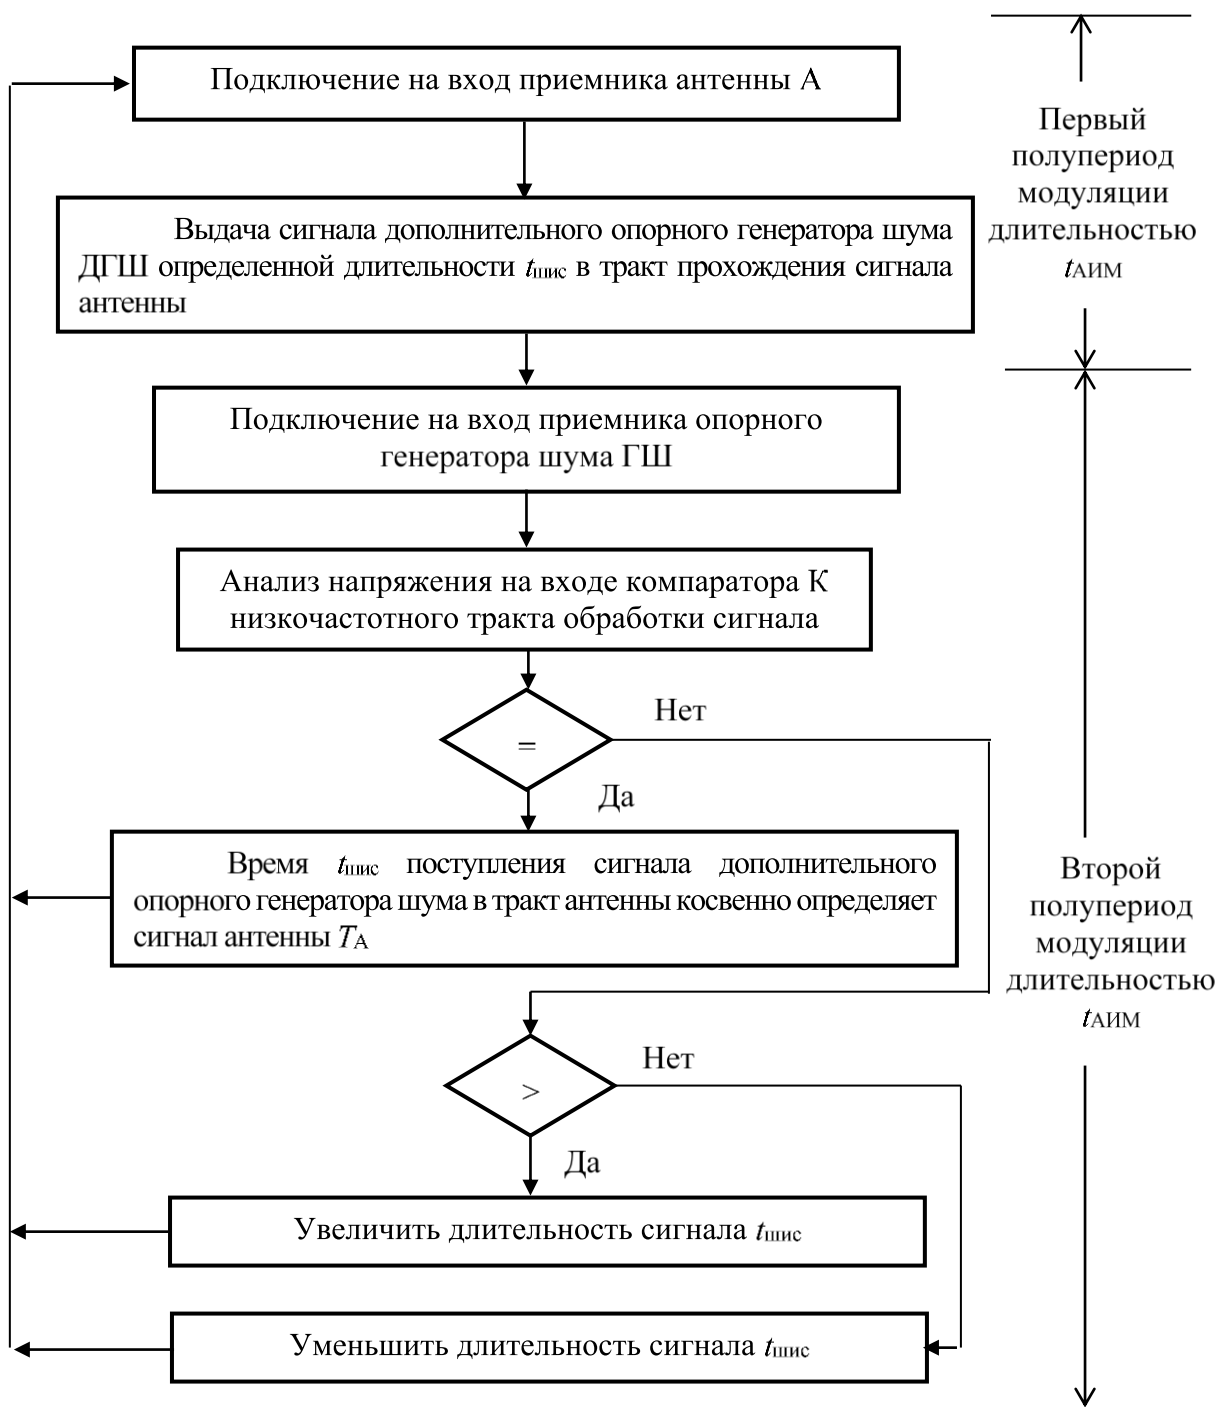 Подключение на вход приемника антенны А
Первый
полупериод
модуляции
длительностью
tАИМ
Выдача сигнала дополнительного опорного генератора шума
ДГШ определенной длительности tшис в тракт прохождения сигнала
антенны
Подключение на вход приемника опорного
генератора шума ГШ
Анализ напряжения на входе компаратора К
низкочастотного тракта обработки сигнала
Нет
=
Да
Время tшис поступления сигнала дополнительного
опорного генератора шума в тракт антенны косвенно определяет
сигнал антенны TА
Второй
полупериод
модуляции
длительностью
tАИМ
Нет
>
Да
Увеличить длительность сигнала tшис
Уменьшить длительность сигнала tшис